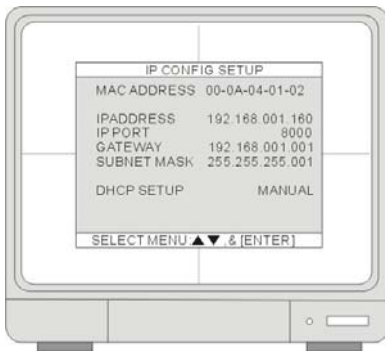 IP CONFIG SETUP
MAC ADDRESS 00-0A-04-01-02
IPADDRESS 192.168.001.160
IP PORT 8000
GATEWAY 192.168.001.001
SUBNET MASK 255.255.255.001
DHCP SETUP MANUAL
SELECT MENU:▲▼,& [ENTER]